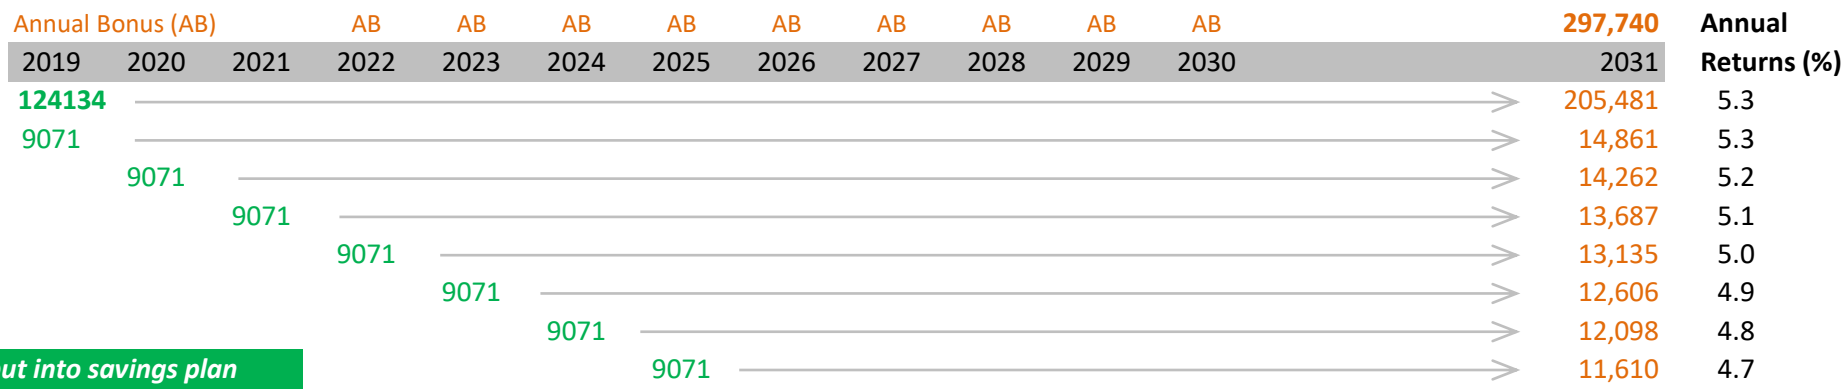 Annual Bonus (AB) AB AB AB AB AB AB AB AB AB 297,740 Annual
2019 2020 2021 2022 2023 2024 2025 2026 2027 2028 2029 2030 2031 Returns (%)
124134 205,481 5.3
9071 14,861 5.3
9071 14,262 5.2
9071 13,687 5.1
9071 13,135 5.0
9071 12,606 4.9
9071 12,098 4.8
into savings plan 9071 11,610 4.7